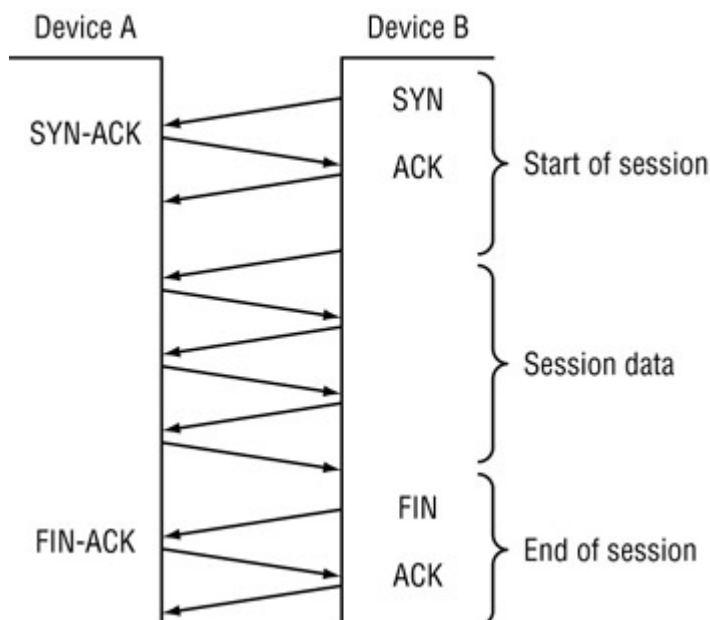 Device A
Device B
SYN
SYN-ACK
ACK
Start of session
Session data
FIN
FIN-ACK
ACK
End of session